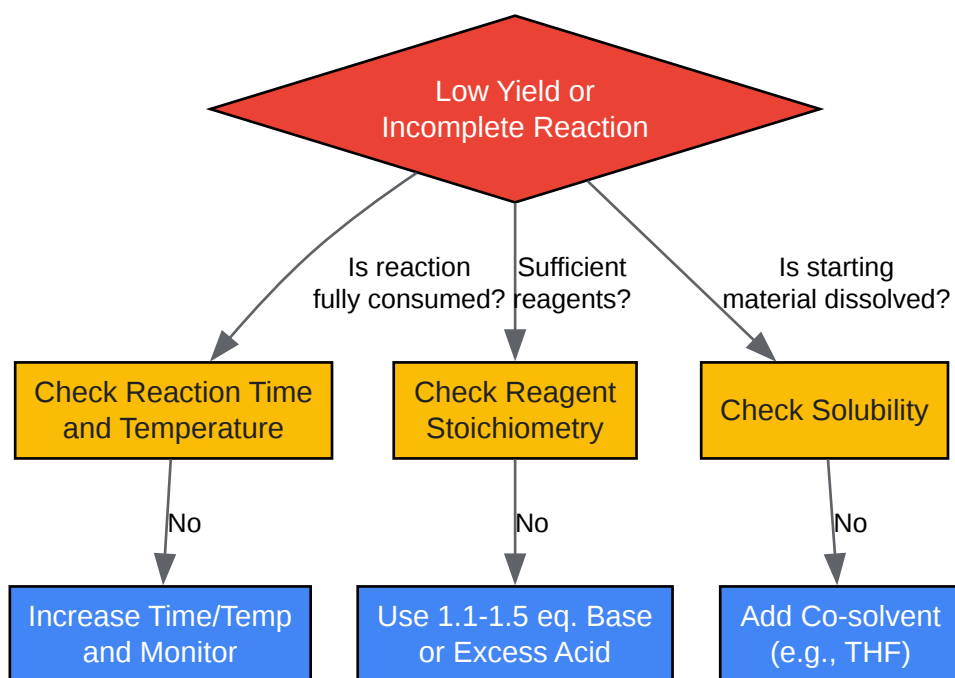 Low Yield or
Incomplete Reaction
Is reaction
fully consumed?
Sufficient
reagents?
Is starting
material dissolved?
Check Reaction Time
and Temperature
Check Reagent
Stoichiometry
Check Solubility
No
No
No
Increase Time/Temp
and Monitor
Use 1.1-1.5 eq. Base
or Excess Acid
Add Co-solvent
(e.g., THF)